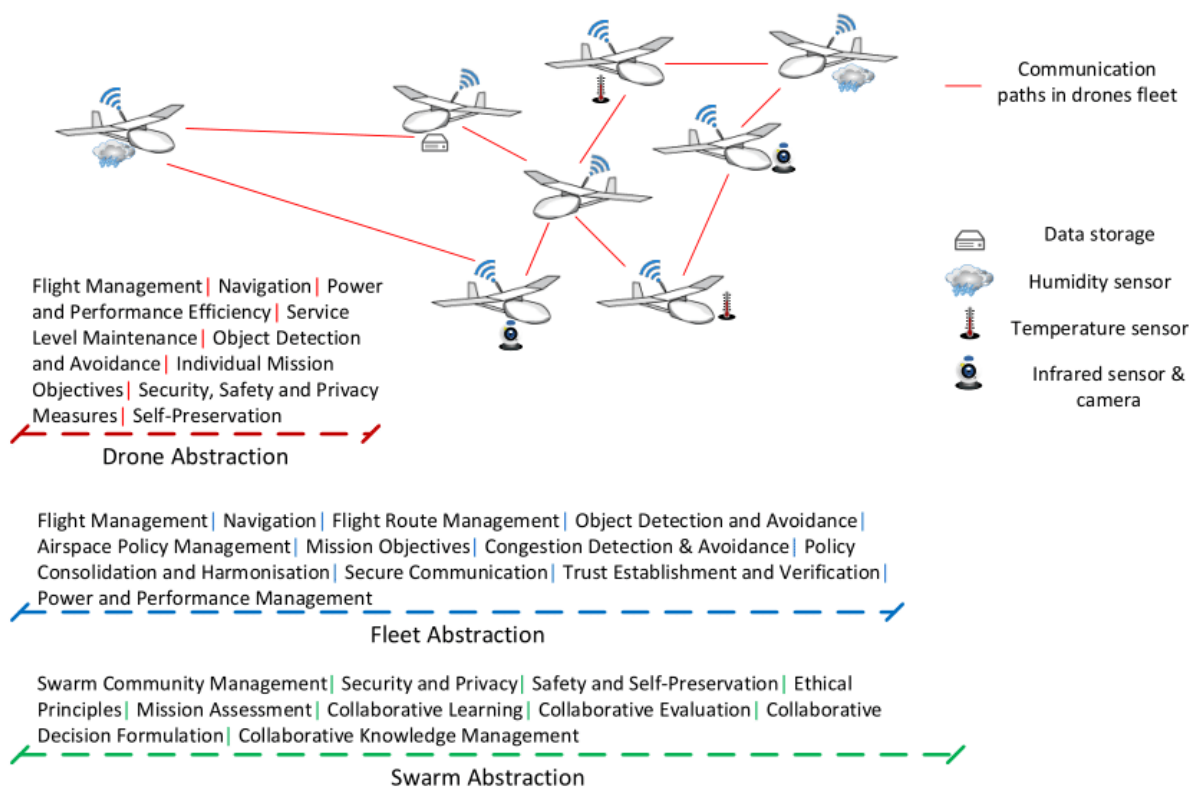 Communication
paths in drones fleet
Data storage
Humidity sensor
Temperature sensor
Infrared sensor &
camera
Flight Management| Navigation| Power
and Performance Efficiency| Service
Level Maintenance| Object Detection
and Avoidance| Individual Mission
Objectives| Security, Safety and Privacy
Measures| Self-Preservation
Drone Abstraction
Flight Management| Navigation| Flight Route Management| Object Detection and Avoidance|
Airspace Policy Management| Mission Objectives| Congestion Detection & Avoidance| Policy
Consolidation and Harmonisation| Secure Communication| Trust Establishment and Verification|
Power and Performance Management
Fleet Abstraction
Swarm Community Management| Security and Privacy| Safety and Self-Preservation| Ethical
Principles| Mission Assessment| Collaborative Learning| Collaborative Evaluation| Collaborative
Decision Formulation| Collaborative Knowledge Management
Swarm Abstraction